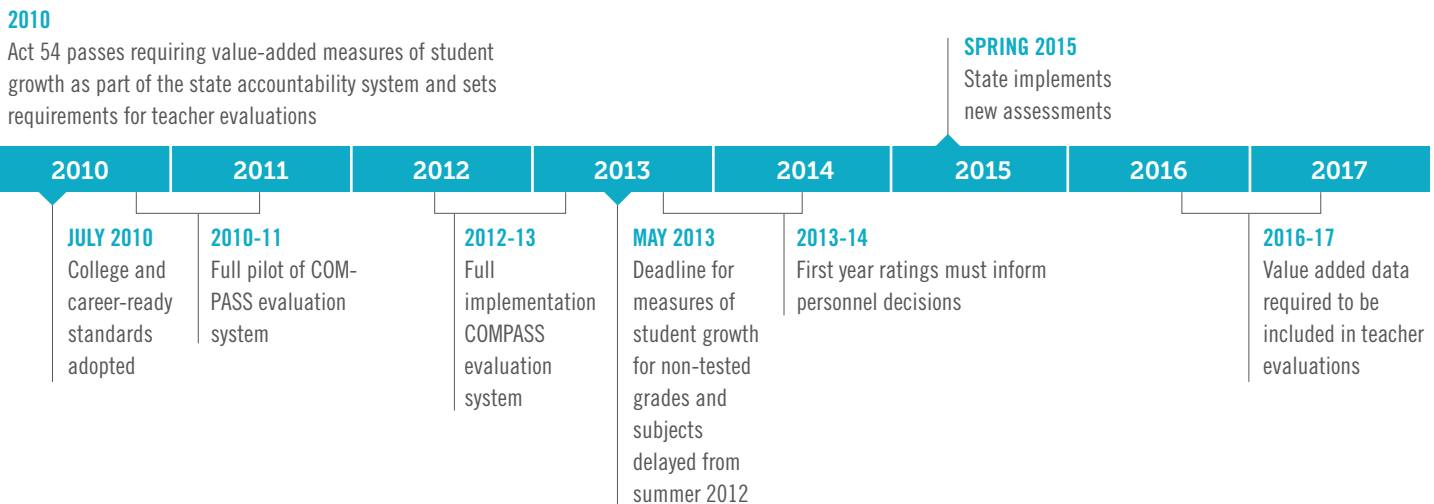 2010
Act 54 passes requiring value-added measures of student
growth as part of the state accountability system and sets
requirements for teacher evaluations
SPRING 2015
State implements
new assessments
2010
2011
2012
2013
2014
2015
2016
2017
JULY 2010
College and
career-ready
standards
adopted
2010-11
Full pilot of COM-
PASS evaluation
system
2012-13
Full
implementation
COMPASS
evaluation
system
MAY 2013
Deadline for
measures of
student growth
for non-tested
grades and
subjects
delayed from
summer 2012
2013-14
First year ratings must inform
personnel decisions
2016-17
Value added data
required to be
included in teacher
evaluations